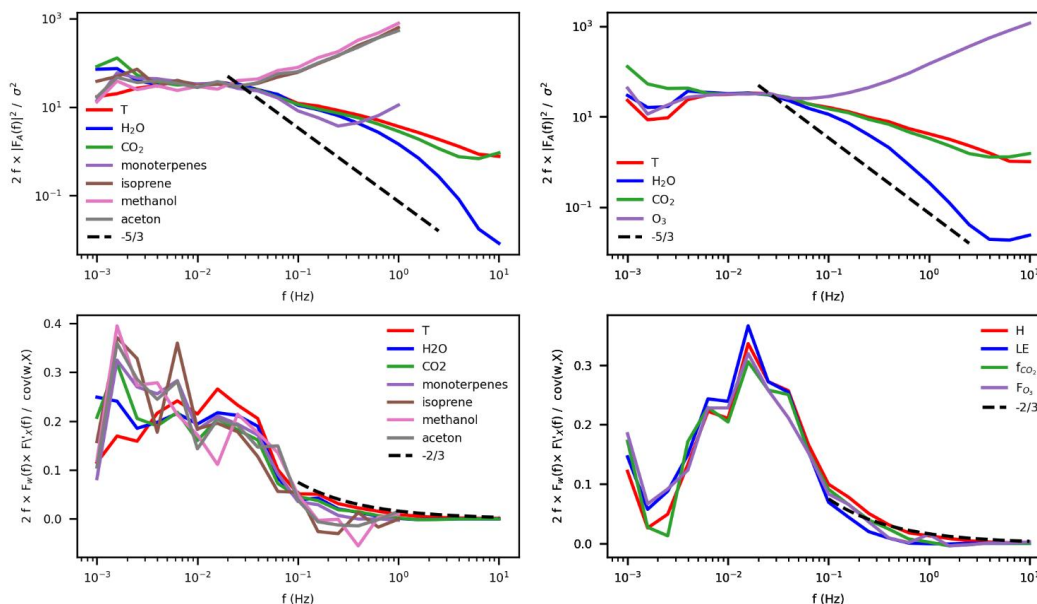 2 f × |F_A(f)|² / σ²
10³
10¹
10⁻¹
T
H₂O
CO₂
monoterpenes
isoprene
methanol
aceton
-5/3
10⁻³ 10⁻² 10⁻¹ 10⁰ 10¹
f (Hz)
2 f × |F_A(f)|² / σ²
10³
10¹
10⁻¹
T
H₂O
CO₂
O₃
-5/3
10⁻³ 10⁻² 10⁻¹ 10⁰ 10¹
f (Hz)
2 f × F_w(f)× F\'ₓ(f) / cov(w,X)
0.4
0.3
0.2
0.1
0.0
T
H2O
CO2
monoterpenes
isoprene
methanol
aceton
-2/3
10⁻³ 10⁻² 10⁻¹ 10⁰ 10¹
f (Hz)
2 f × F_w(f)× F\'ₓ(f) / cov(w,X)
0.3
0.2
0.1
0.0
H
LE
f_CO₂
F_O₃
-2/3
10⁻³ 10⁻² 10⁻¹ 10⁰ 10¹
f (Hz)